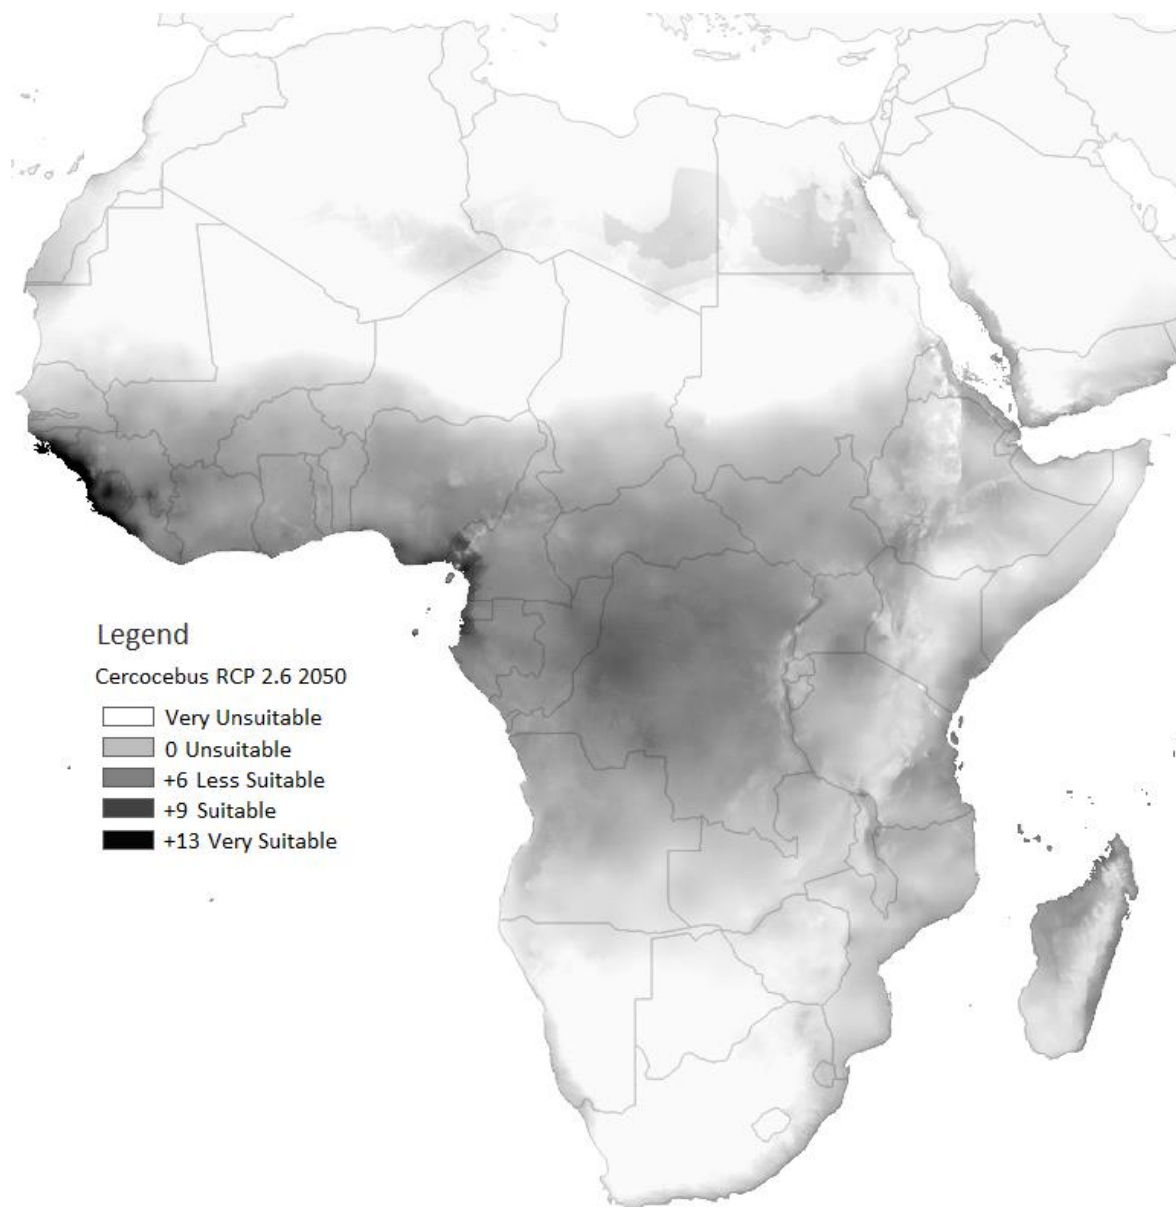 Legend
Cercocebus RCP 2.6 2050
Very Unsuitable
0 Unsuitable
+6 Less Suitable
+9 Suitable
+13 Very Suitable